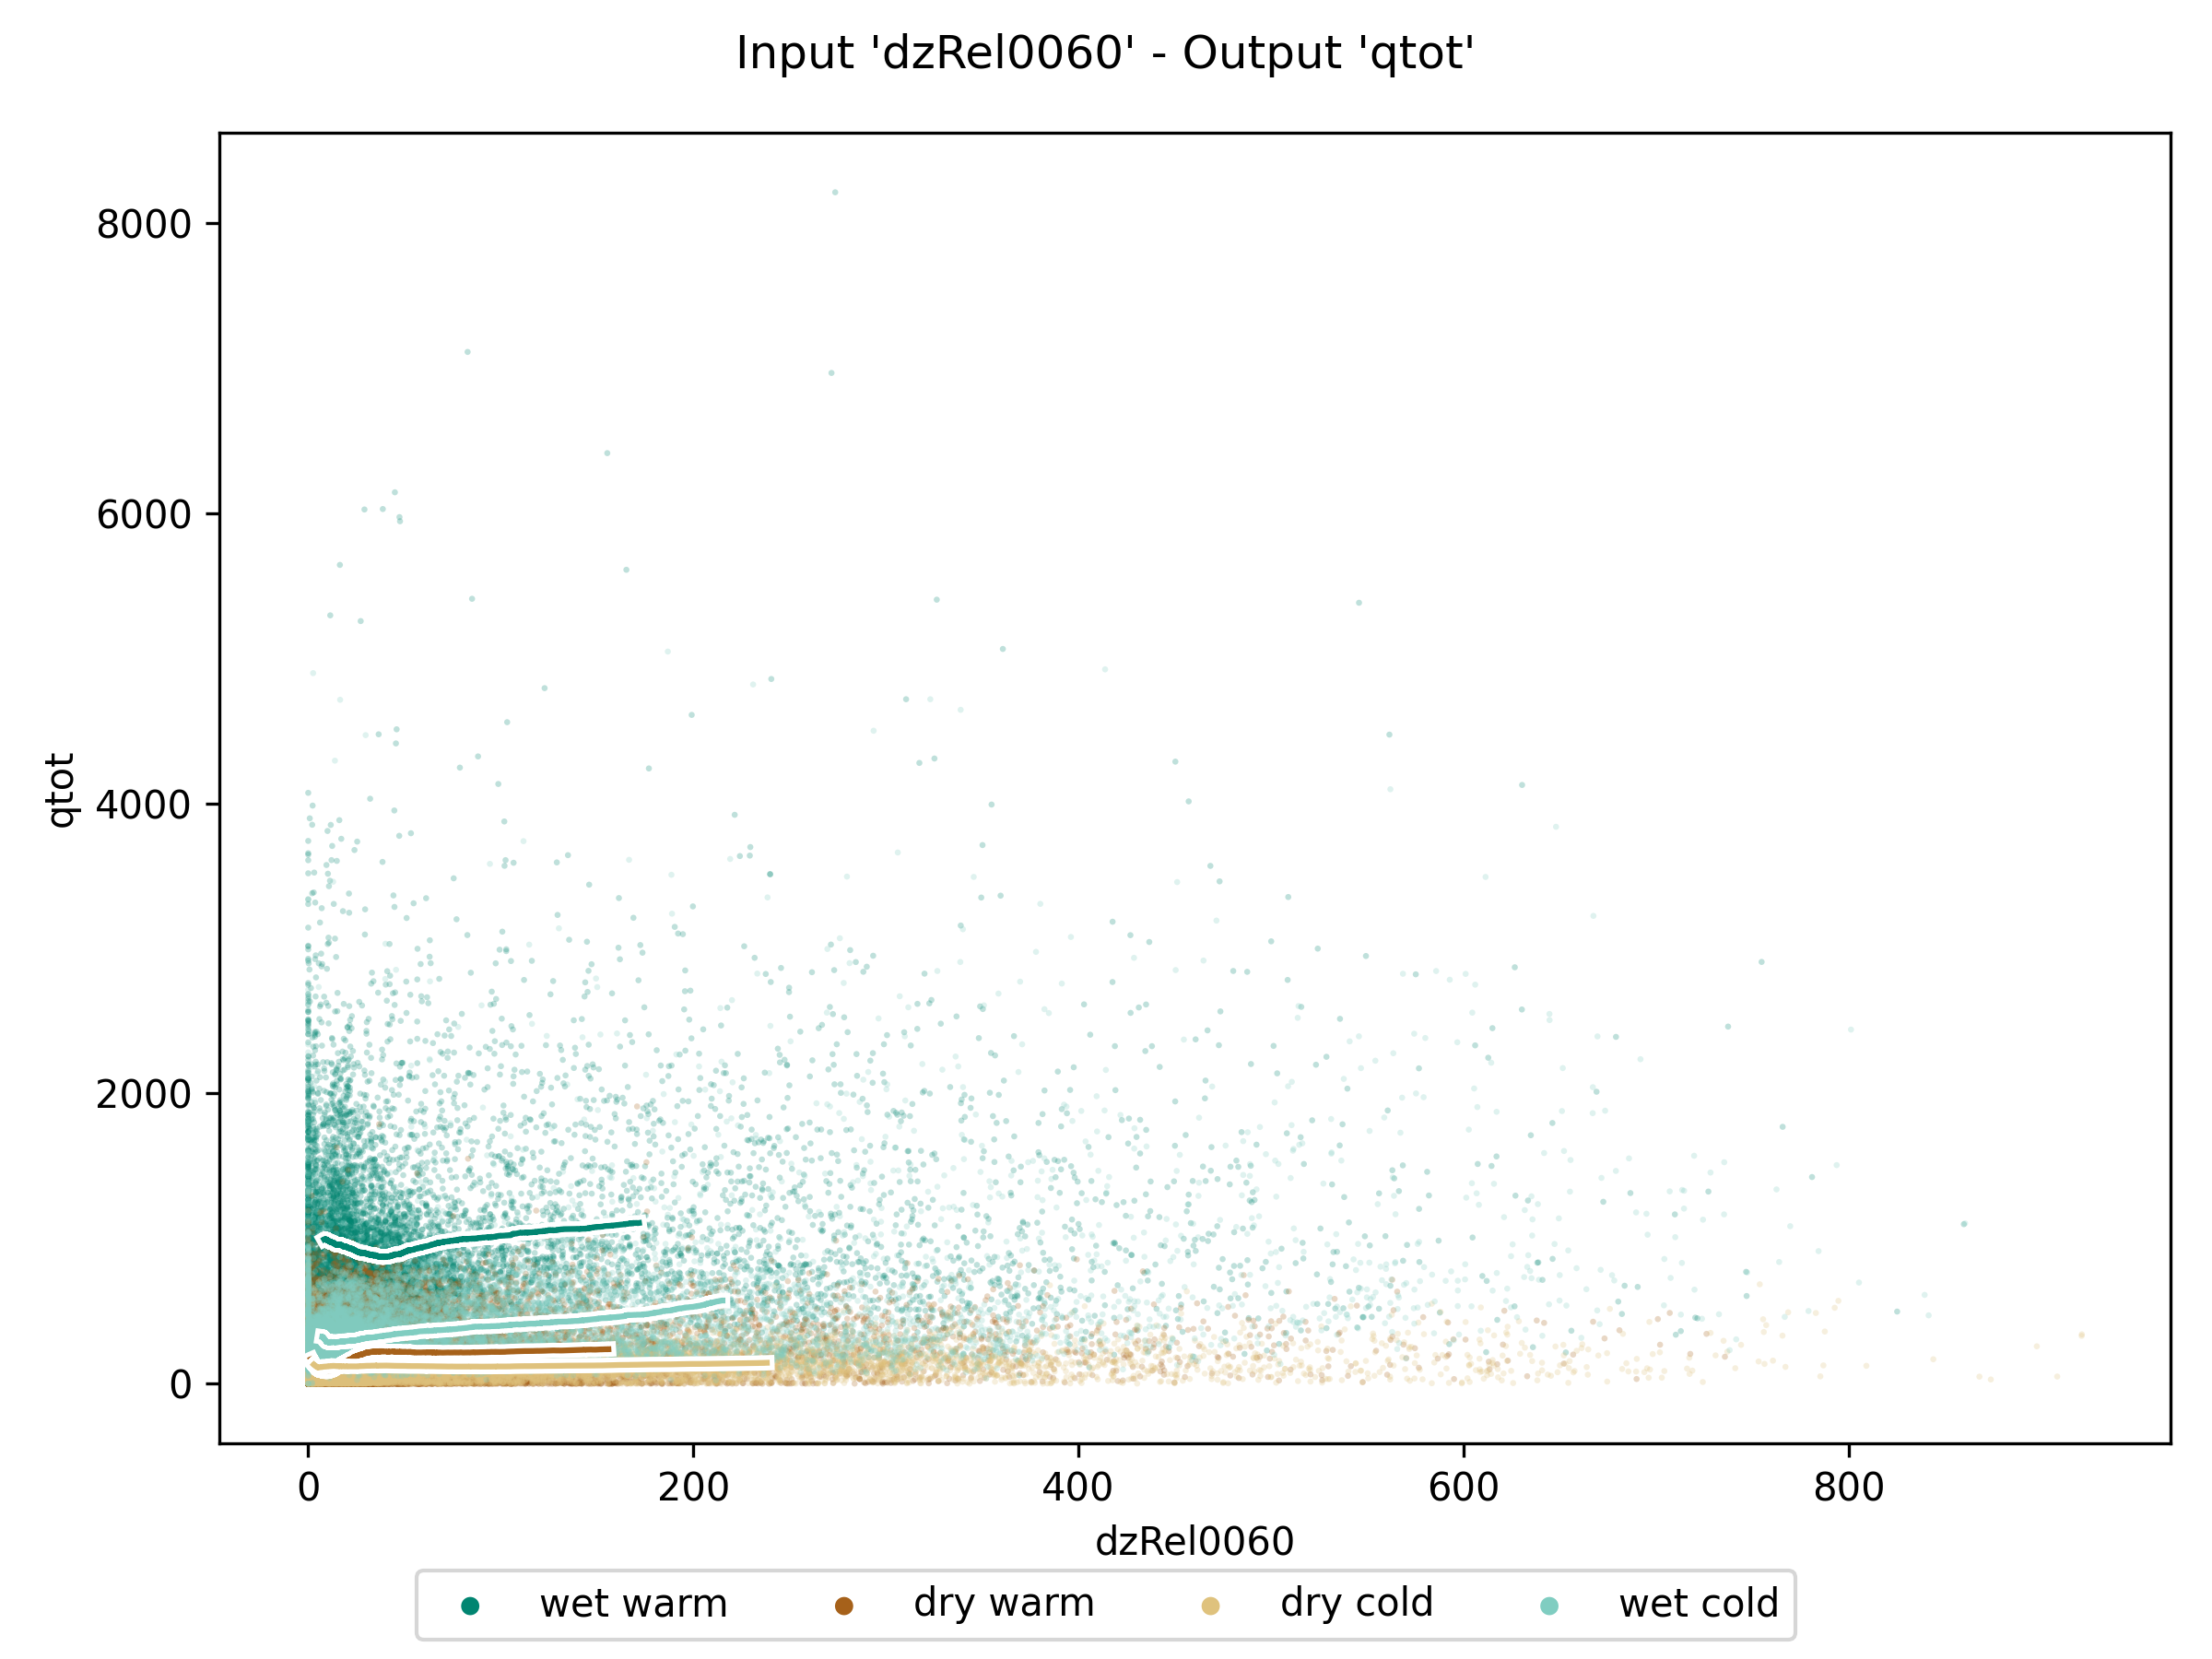 Input 'dzRel0060' - Output 'qtot'
8000
6000
4000
2000
0
qtot
0 200 400 600 800
dzRel0060
wet warm dry warm dry cold wet cold